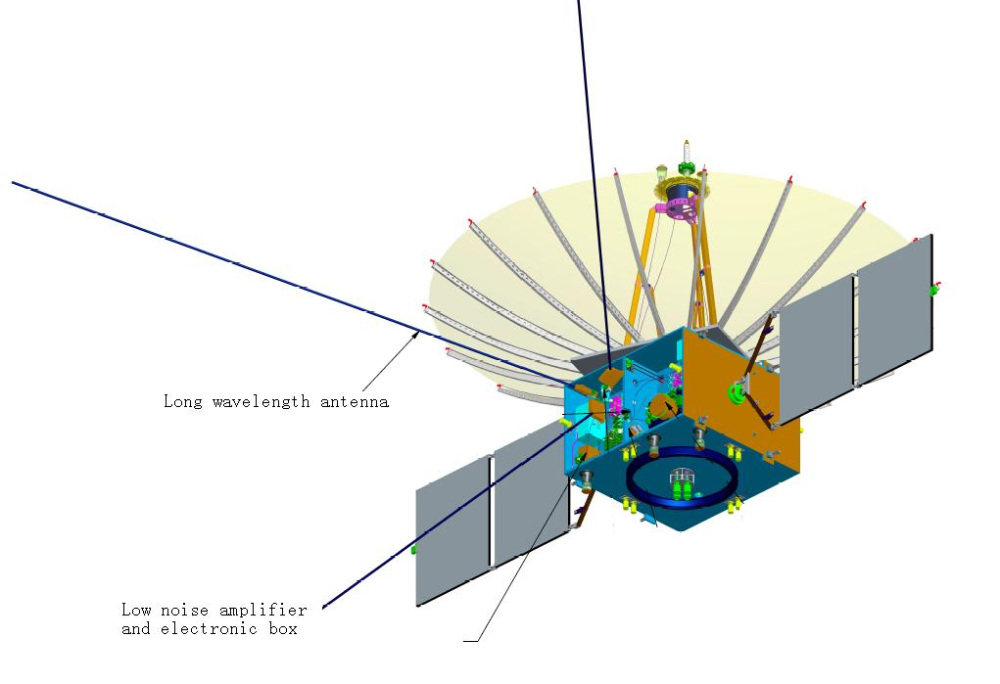 Long wavelength antenna
Low noise amplifier
and electronic box